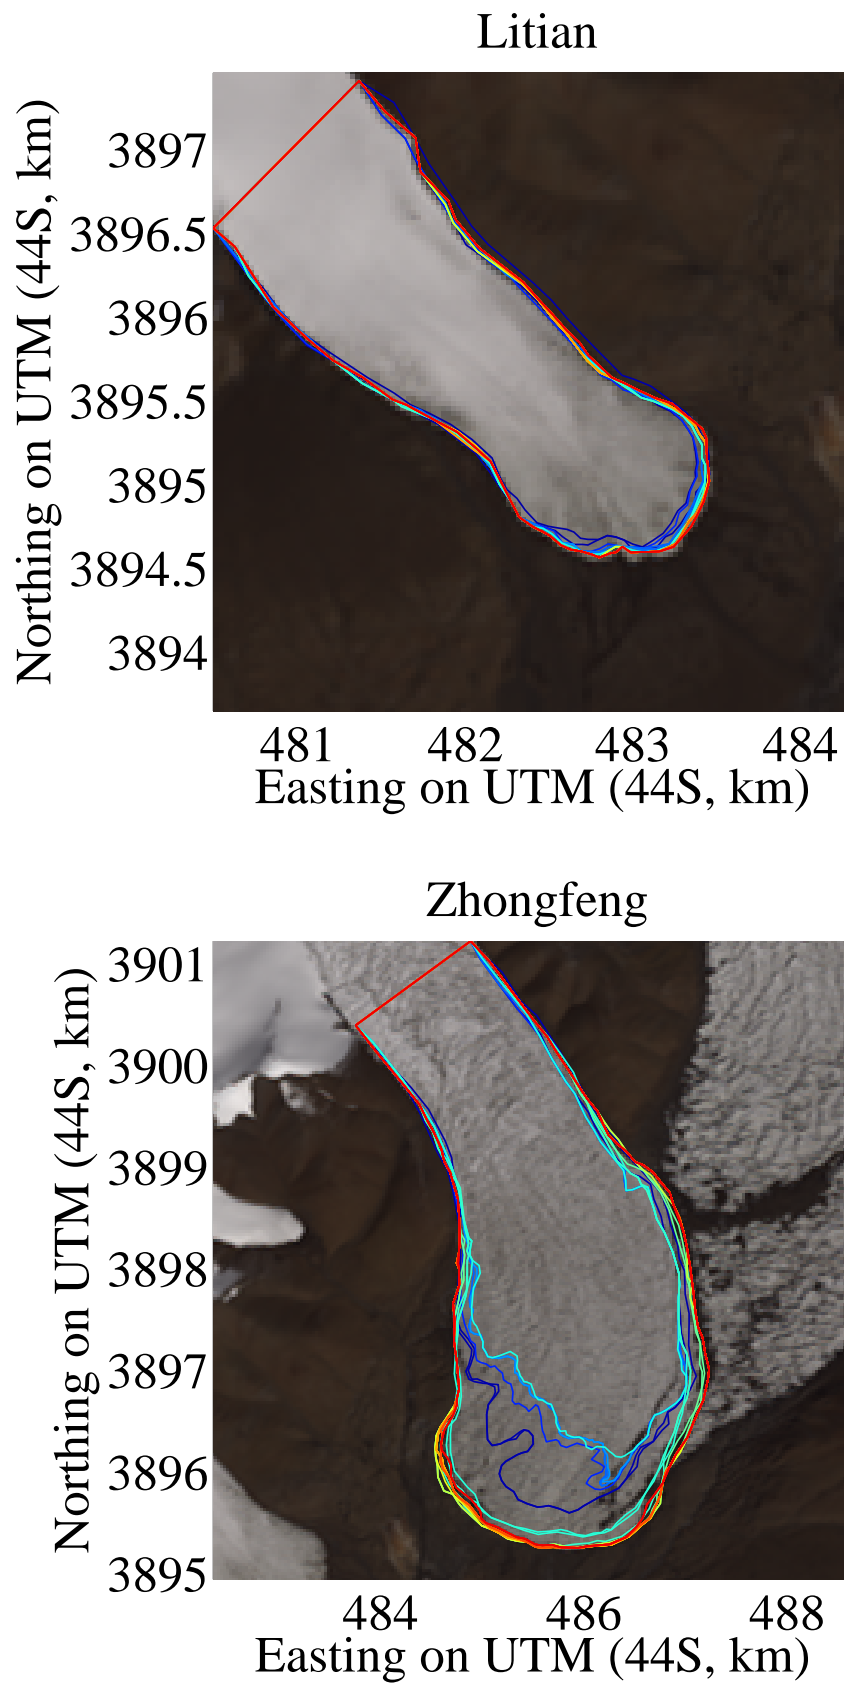 Litian
Northing on UTM (44S, km)
3897
3896.5
3896
3895.5
3895
3894.5
3894
481 482 483 484
Easting on UTM (44S, km)
Zhongfeng
Northing on UTM (44S, km)
3901
3900
3899
3898
3897
3896
3895
484 486 488
Easting on UTM (44S, km)